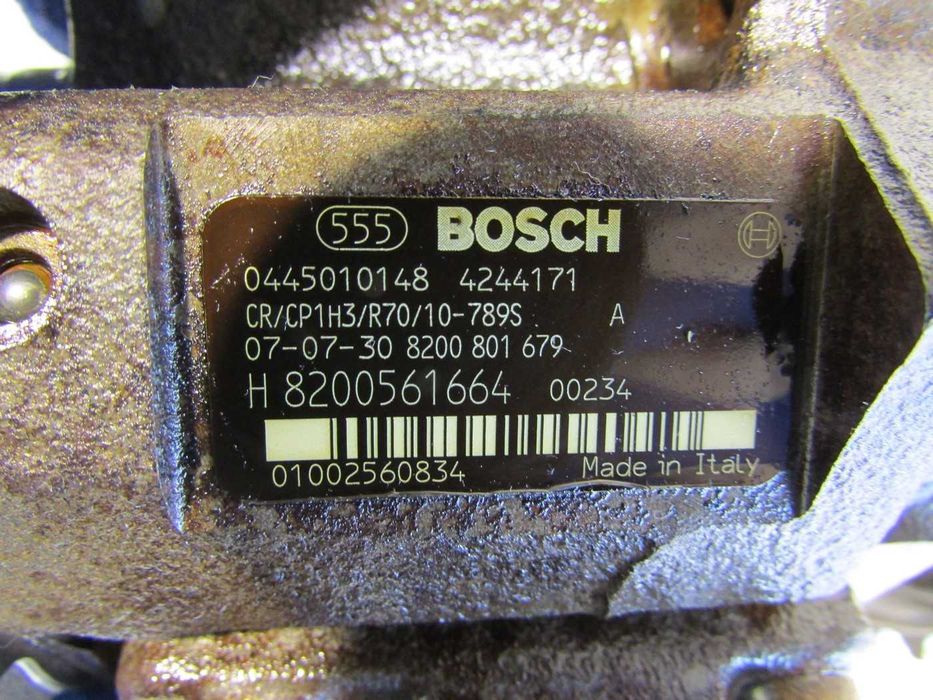 555 BOSCH
0445010148 4244171
CR/CP1H3/R70/10-789S A
07-07-30 8200 801 679
H 8200561664 00234
01002560834 Made in Italy